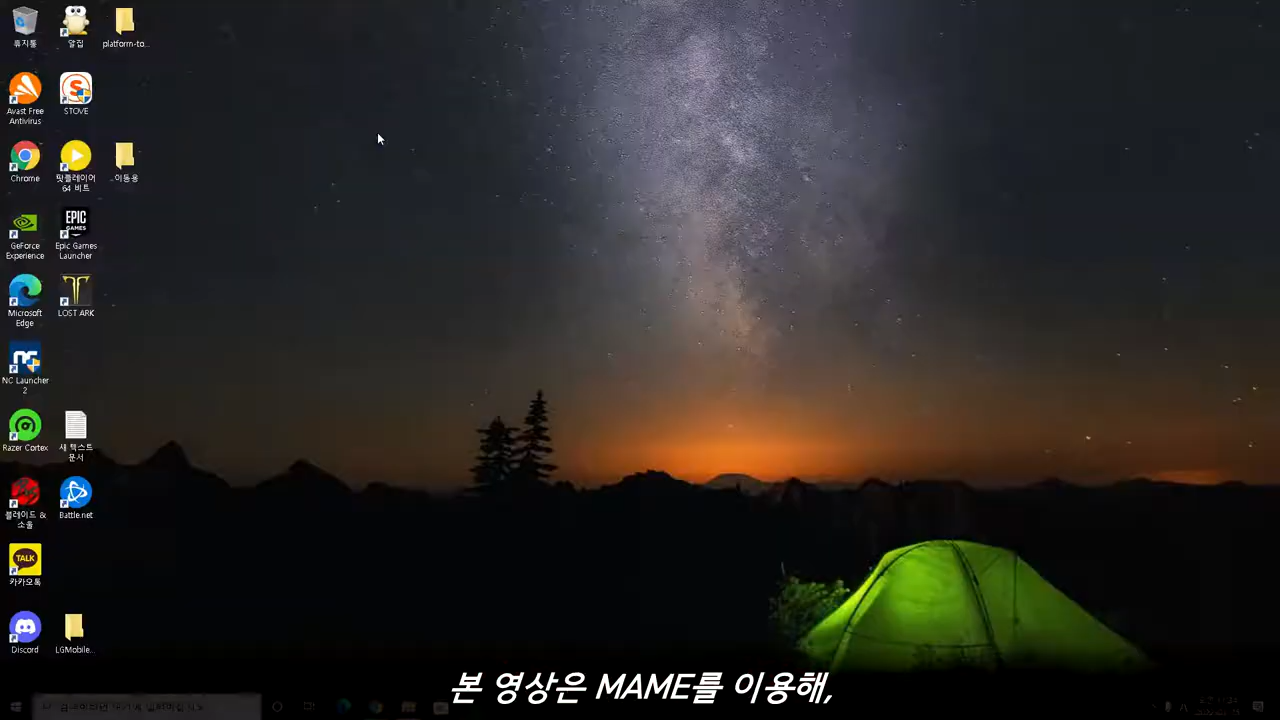 휴지통
알집
platform-to...
Avast Free
Antivirus
STOVE
Chrome
팟플레이어
64 비트
이동용
GeForce
Experience
EPIC
GAMES
Epic Games
Launcher
Microsoft
Edge
LOST ARK
NC Launcher
2
Razer Cortex
새 텍스트
문서
블레이드 &
소울
Battle.net
TALK
카카오톡
Discord
LGMobile...
본 영상은 MAME를 이용해,